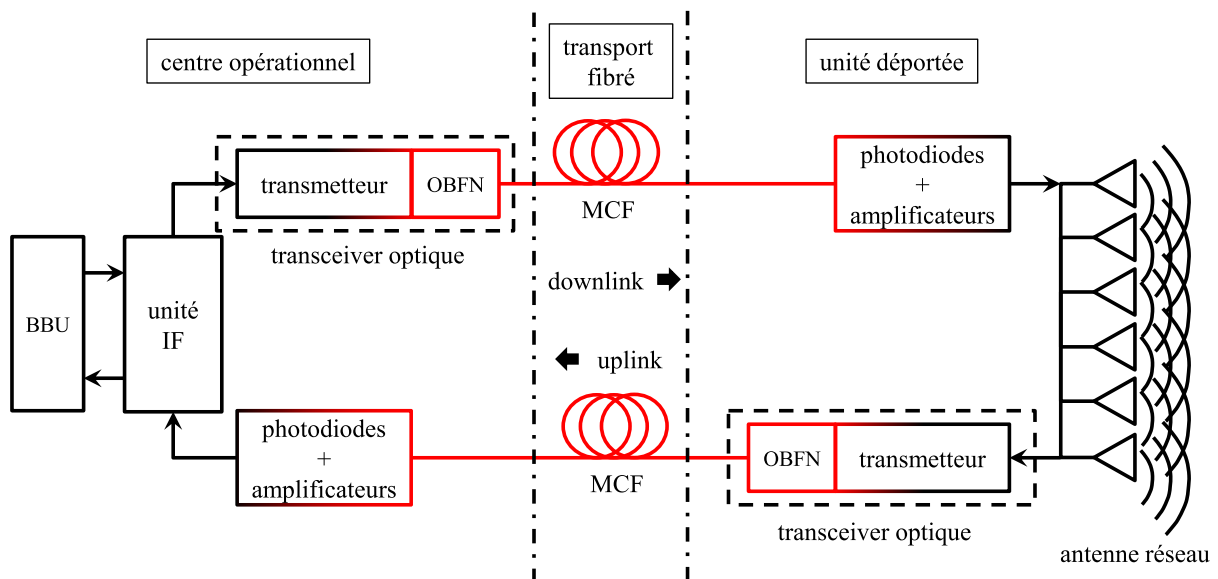 centre opérationnel
transport
fibré
unité déportée
transmetteur
OBFN
transceiver optique
MCF
photodiodes
+
amplificateurs
BBU
unité
IF
downlink
uplink
photodiodes
+
amplificateurs
MCF
OBFN
transmetteur
transceiver optique
antenne réseau